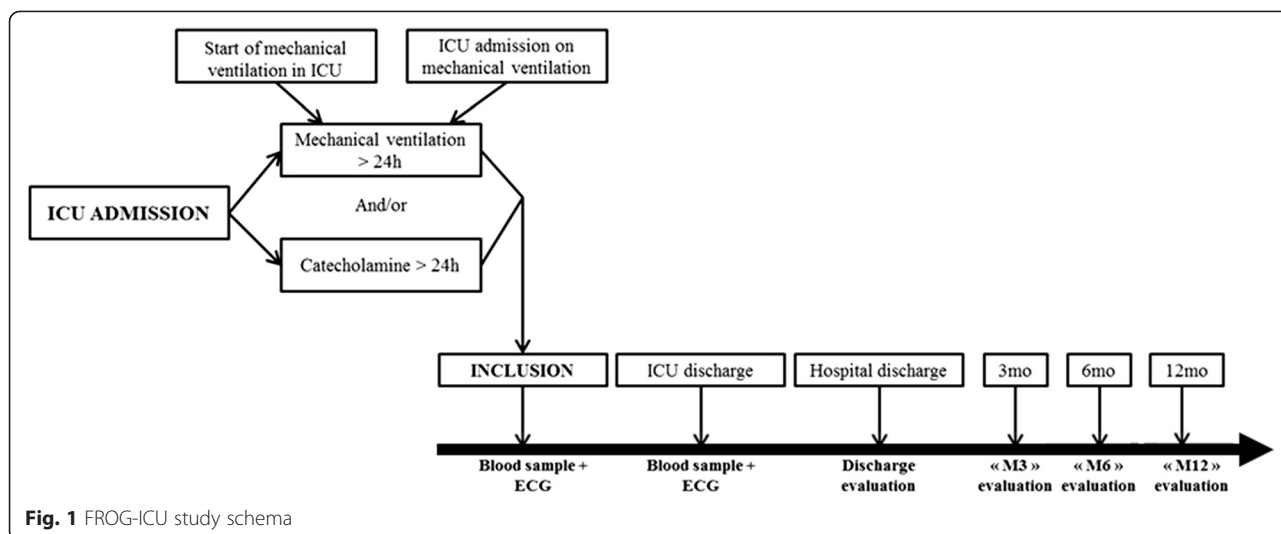 Start of mechanical
ventilation in ICU
ICU admission on
mechanical ventilation
Mechanical ventilation
> 24h
ICU ADMISSION
And/or
Catecholamine > 24h
INCLUSION
ICU discharge
Hospital discharge
3mo
6mo
12mo
Blood sample +
ECG
Blood sample +
ECG
Discharge
evaluation
« M3 »
evaluation
« M6 »
evaluation
« M12 »
evaluation
Fig. 1 FROG-ICU study schema